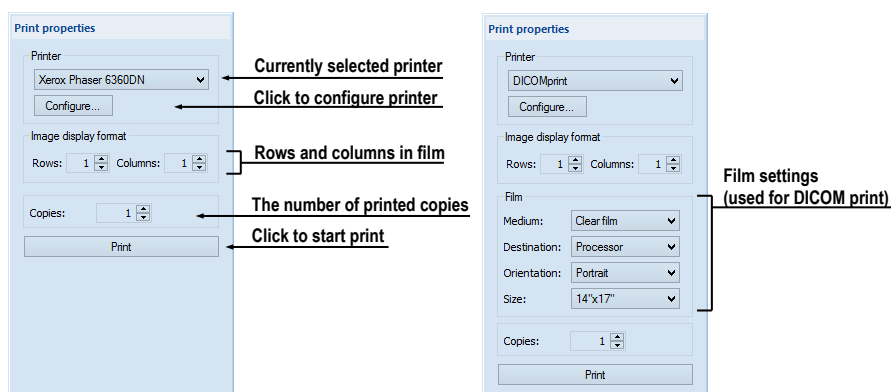 Print properties
Printer
Xerox Phaser 6360DN
Currently selected printer
Configure...
Click to configure printer
Image display format
Rows: 1 Columns: 1
Rows and columns in film
Copies: 1
The number of printed copies
Print
Click to start print
Print properties
Printer
DICOMprint
Configure...
Image display format
Rows: 1 Columns: 1
Film
Medium: Clear film
Destination: Processor
Orientation: Portrait
Size: 14"x17"
Film settings
(used for DICOM print)
Copies: 1
Print